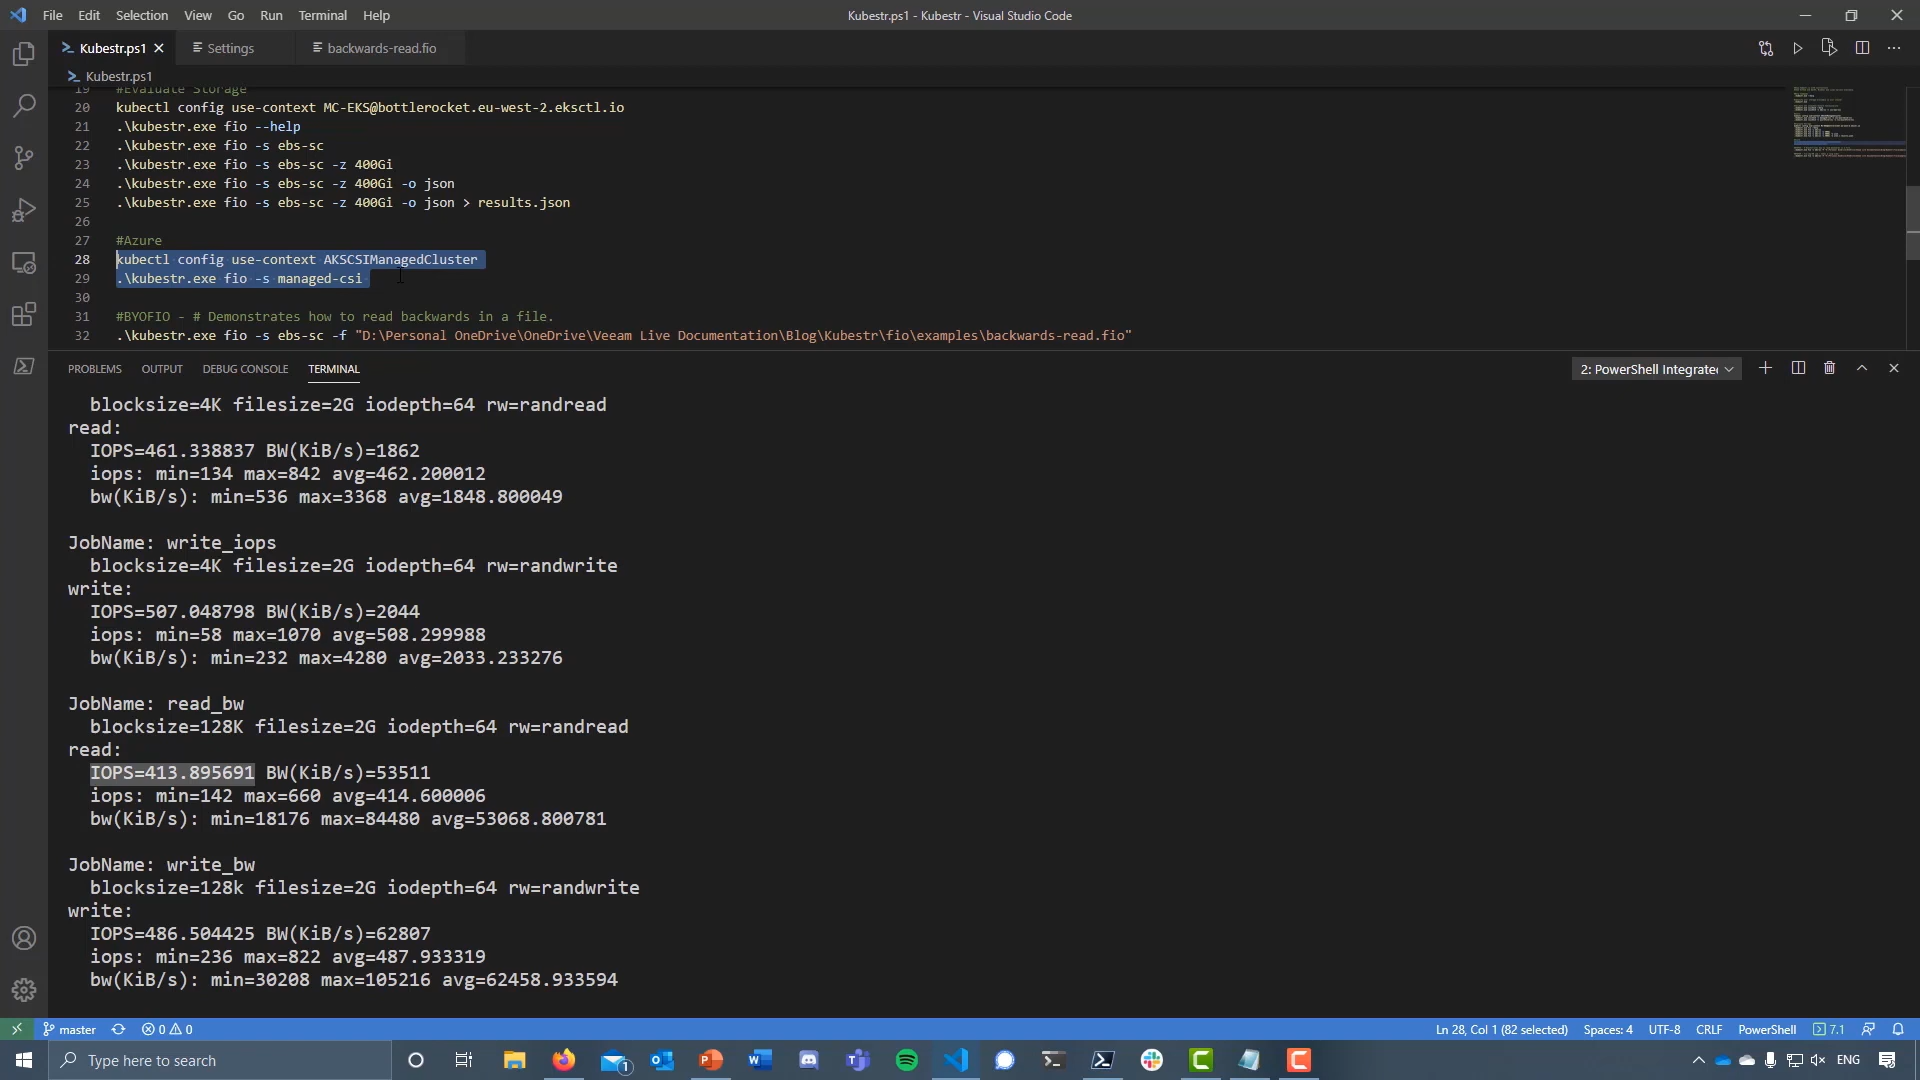 File Edit Selection View Go Run Terminal Help
Kubestr.ps1 - Kubestr - Visual Studio Code
Kubestr.ps1
Settings
backwards-read.fio
Kubestr.ps1
19 #Evaluate Storage
20 kubectl config use-context MC-EKS@bottlerocket.eu-west-2.eksctl.io
21 .\kubestr.exe fio --help
22 .\kubestr.exe fio -s ebs-sc
23 .\kubestr.exe fio -s ebs-sc -z 400Gi
24 .\kubestr.exe fio -s ebs-sc -z 400Gi -o json
25 .\kubestr.exe fio -s ebs-sc -z 400Gi -o json > results.json
26
27 #Azure
28 kubectl config use-context AKSCSIManagedCluster
29 .\kubestr.exe fio -s managed-csi
30
31 #BYOFIO - # Demonstrates how to read backwards in a file.
32 .\kubestr.exe fio -s ebs-sc -f "D:\Personal OneDrive\OneDrive\Veeam Live Documentation\Blog\Kubestr\fio\examples\backwards-read.fio"
PROBLEMS OUTPUT DEBUG CONSOLE TERMINAL
2: PowerShell Integrate
blocksize=4K filesize=2G iodepth=64 rw=randread
read:
IOPS=461.338837 BW(KiB/s)=1862
iops: min=134 max=842 avg=462.200012
bw(KiB/s): min=536 max=3368 avg=1848.800049
JobName: write_iops
blocksize=4K filesize=2G iodepth=64 rw=randwrite
write:
IOPS=507.048798 BW(KiB/s)=2044
iops: min=58 max=1070 avg=508.299988
bw(KiB/s): min=232 max=4280 avg=2033.233276
JobName: read_bw
blocksize=128K filesize=2G iodepth=64 rw=randread
read:
IOPS=413.895691 BW(KiB/s)=53511
iops: min=142 max=660 avg=414.600006
bw(KiB/s): min=18176 max=84480 avg=53068.800781
JobName: write_bw
blocksize=128k filesize=2G iodepth=64 rw=randwrite
write:
IOPS=486.504425 BW(KiB/s)=62807
iops: min=236 max=822 avg=487.933319
bw(KiB/s): min=30208 max=105216 avg=62458.933594
master 0 0
Ln 28, Col 1 (82 selected) Spaces: 4 UTF-8 CRLF PowerShell 7.1
Type here to search
1
ENG